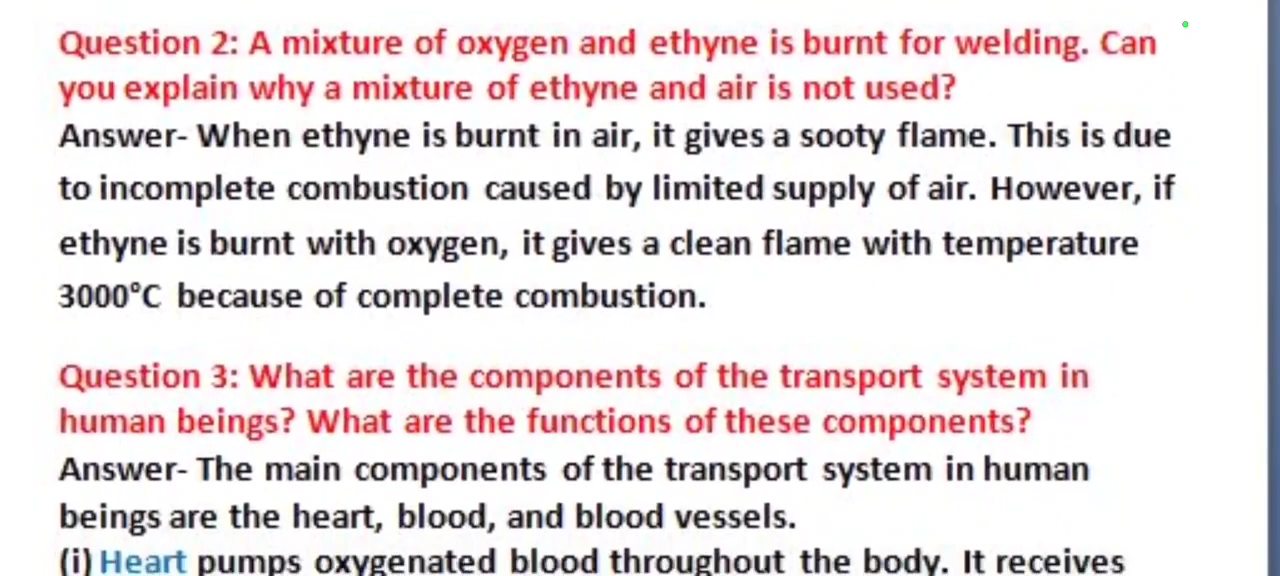 Question 2: A mixture of oxygen and ethyne is burnt for welding. Can
you explain why a mixture of ethyne and air is not used?
Answer- When ethyne is burnt in air, it gives a sooty flame. This is due
to incomplete combustion caused by limited supply of air. However, if
ethyne is burnt with oxygen, it gives a clean flame with temperature
3000°C because of complete combustion.
Question 3: What are the components of the transport system in
human beings? What are the functions of these components?
Answer- The main components of the transport system in human
beings are the heart, blood, and blood vessels.
(i) Heart pumps oxygenated blood throughout the body. It receives